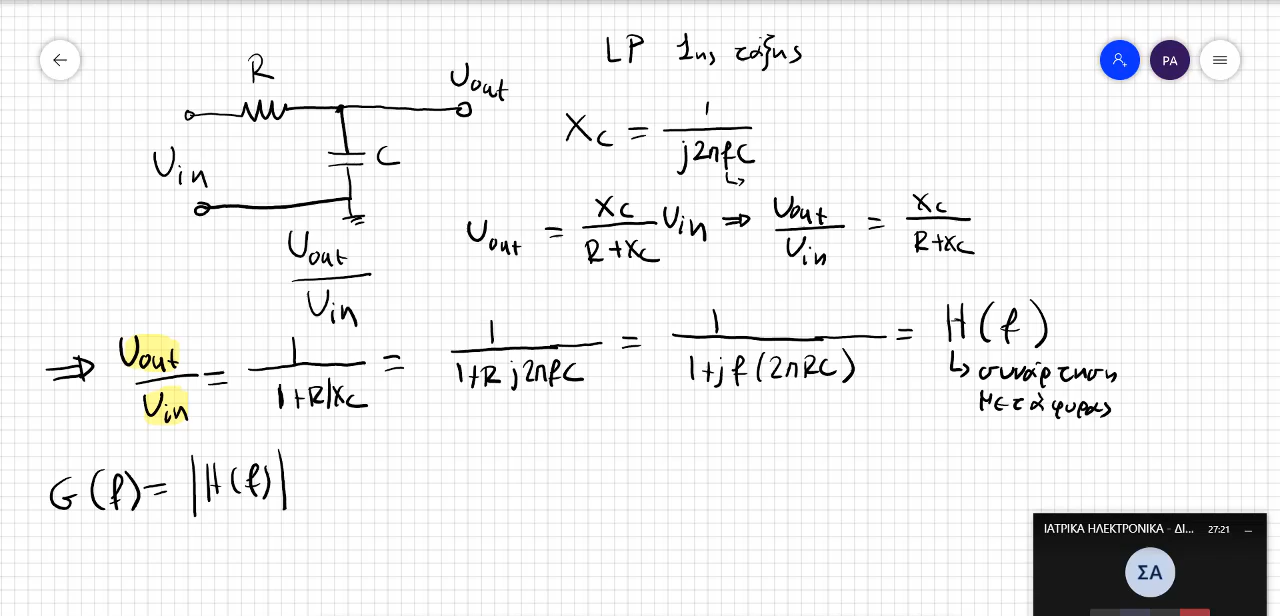 LP 1ης τάξης
R
Uout
C
Uin
Xc = 1/(j2πfC)
Uout = Xc/(R+Xc) Uin ⇒ Uout/Uin = Xc/(R+Xc)
Uout/Uin
⇒ Uout/Uin = 1/(1+R/Xc) = 1/(1+R j2πfC) = 1/(1+jf(2πRC)) = H(f)
↳ συνάρτηση
μετάφυρας
G(f) = |H(f)|
PA
ΙΑΤΡΙΚΑ ΗΛΕΚΤΡΟΝΙΚΑ - ΔΙ... 27:21
ΣΑ